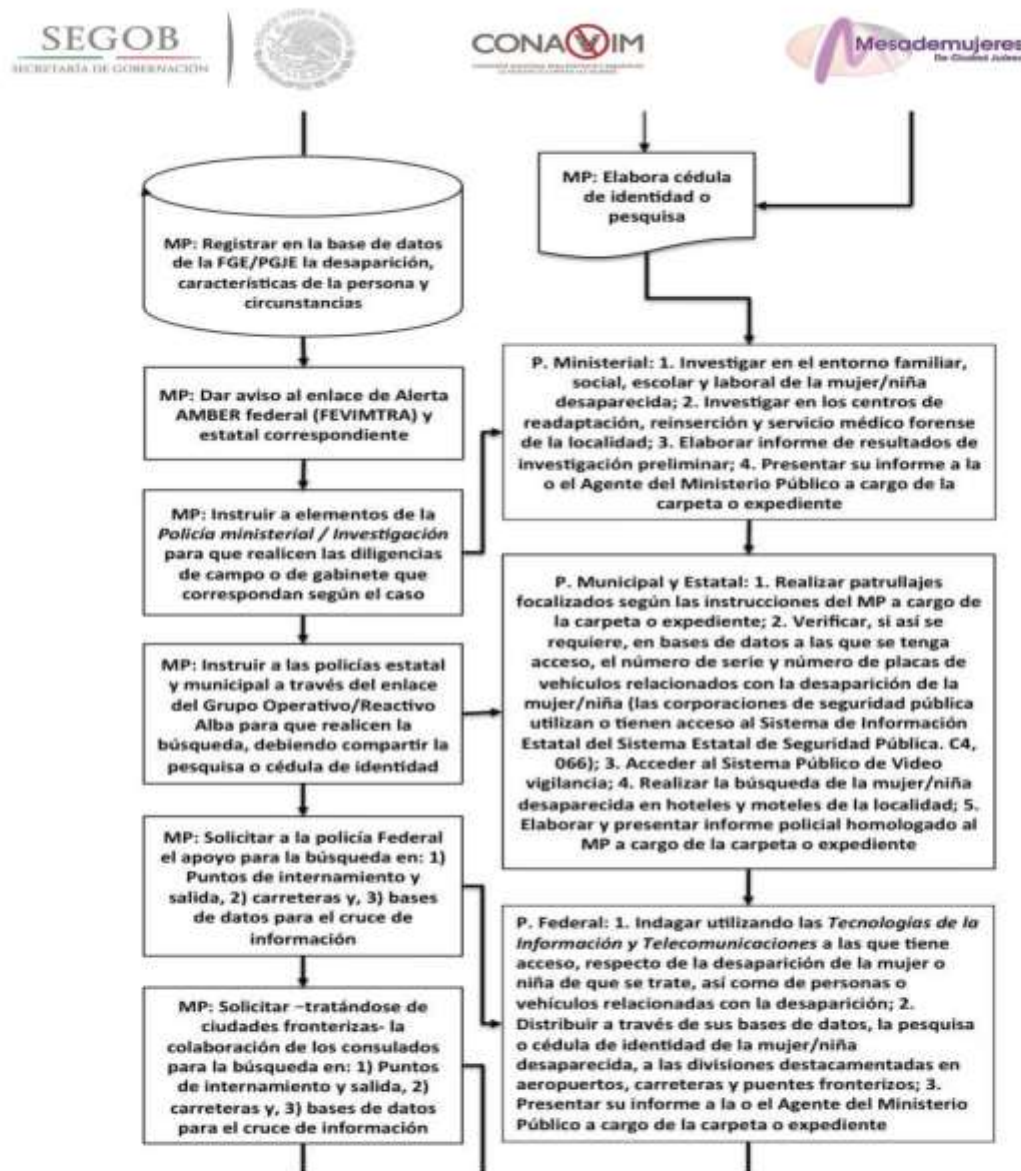 SEGOB
SECRETARÍA DE GOBERNACIÓN
CONAVIM
Mesademujeres
De Ciudad Juárez
MP: Registrar en la base de datos
de la FGE/PGJE la desaparición,
características de la persona y
circunstancias
MP: Dar aviso al enlace de Alerta
AMBER federal (FEVIMTRA) y
estatal correspondiente
MP: Instruir a elementos de la
Policía ministerial / Investigación
para que realicen las diligencias
de campo o de gabinete que
correspondan según el caso
MP: Instruir a las policías estatal
y municipal a través del enlace
del Grupo Operativo/Reactivo
Alba para que realicen la
búsqueda, debiendo compartir la
pesquisa o cédula de identidad
MP: Solicitar a la policía Federal
el apoyo para la búsqueda en: 1)
Puntos de internamiento y
salida, 2) carreteras y, 3) bases
de datos para el cruce de
información
MP: Solicitar –tratándose de
ciudades fronterizas- la
colaboración de los consulados
para la búsqueda en: 1) Puntos
de internamiento y salida, 2)
carreteras y, 3) bases de datos
para el cruce de información
MP: Elabora cédula
de identidad o
pesquisa
P. Ministerial: 1. Investigar en el entorno familiar,
social, escolar y laboral de la mujer/niña
desaparecida; 2. Investigar en los centros de
readaptación, reinserción y servicio médico forense
de la localidad; 3. Elaborar informe de resultados de
investigación preliminar; 4. Presentar su informe a la
o el Agente del Ministerio Público a cargo de la
carpeta o expediente
P. Municipal y Estatal: 1. Realizar patrullajes
focalizados según las instrucciones del MP a cargo de
la carpeta o expediente; 2. Verificar, si así se
requiere, en bases de datos a las que se tenga
acceso, el número de serie y número de placas de
vehículos relacionados con la desaparición de la
mujer/niña (las corporaciones de seguridad pública
utilizan o tienen acceso al Sistema de Información
Estatal del Sistema Estatal de Seguridad Pública. C4,
066); 3. Acceder al Sistema Público de Video
vigilancia; 4. Realizar la búsqueda de la mujer/niña
desaparecida en hoteles y moteles de la localidad; 5.
Elaborar y presentar informe policial homologado al
MP a cargo de la carpeta o expediente
P. Federal: 1. Indagar utilizando las Tecnologías de la
Información y Telecomunicaciones a las que tiene
acceso, respecto de la desaparición de la mujer o
niña de que se trate, así como de personas o
vehículos relacionadas con la desaparición; 2.
Distribuir a través de sus bases de datos, la pesquisa
o cédula de identidad de la mujer/niña
desaparecida, a las divisiones destacamentadas en
aeropuertos, carreteras y puentes fronterizos; 3.
Presentar su informe a la o el Agente del Ministerio
Público a cargo de la carpeta o expediente